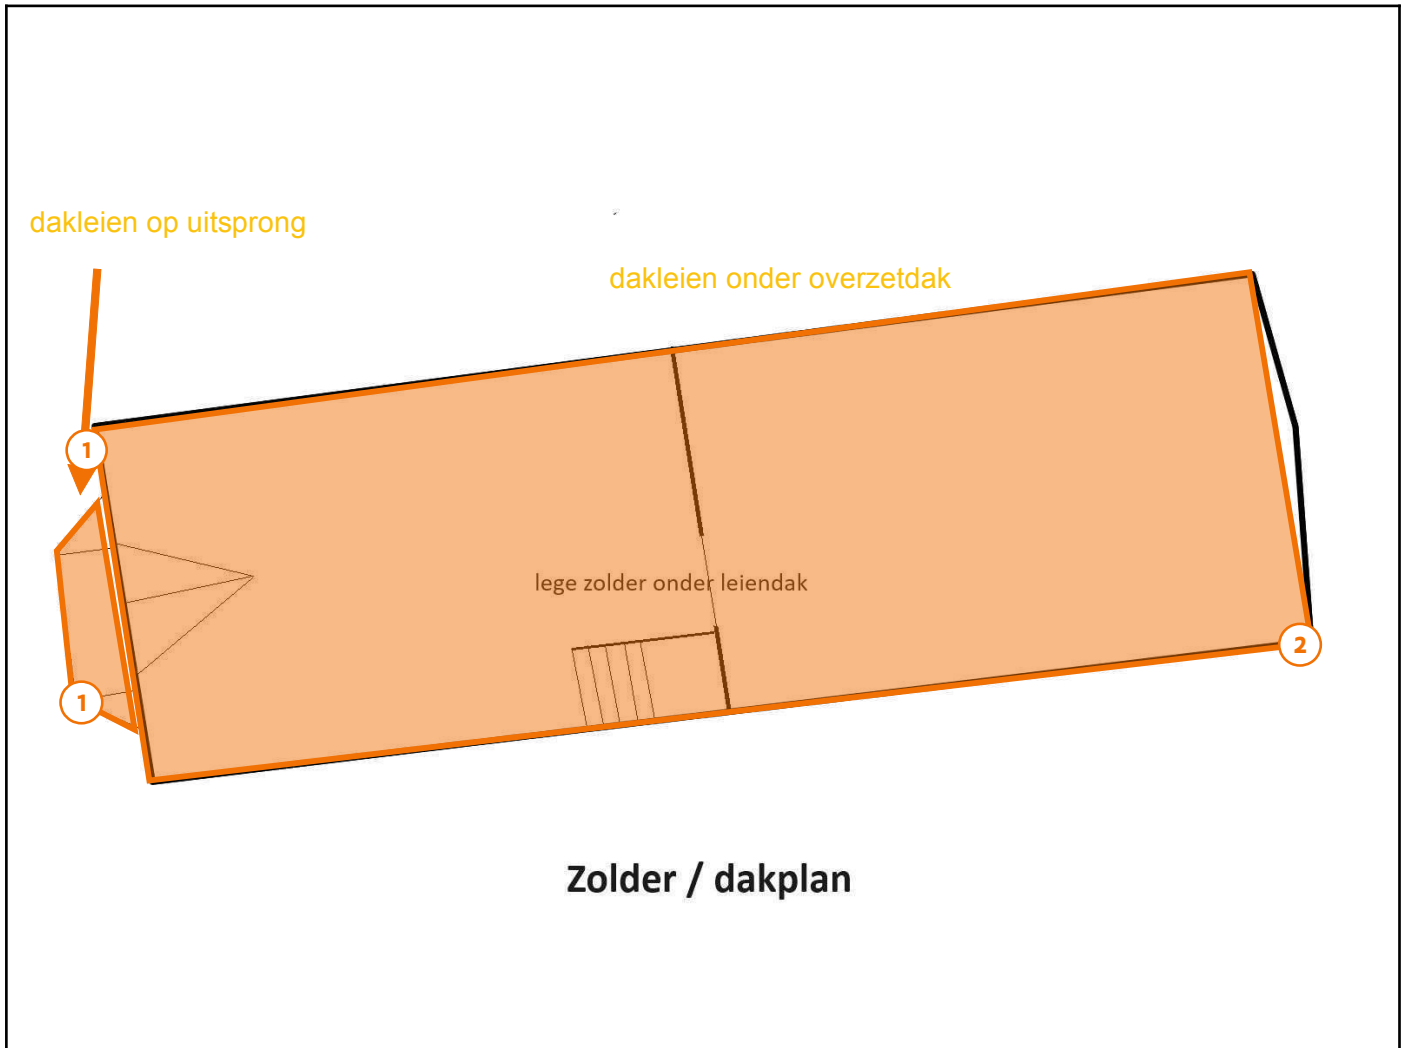 dakleien op uitsprong
dakleien onder overzetdak
1
lege zolder onder leiendak
2
1
Zolder / dakplan